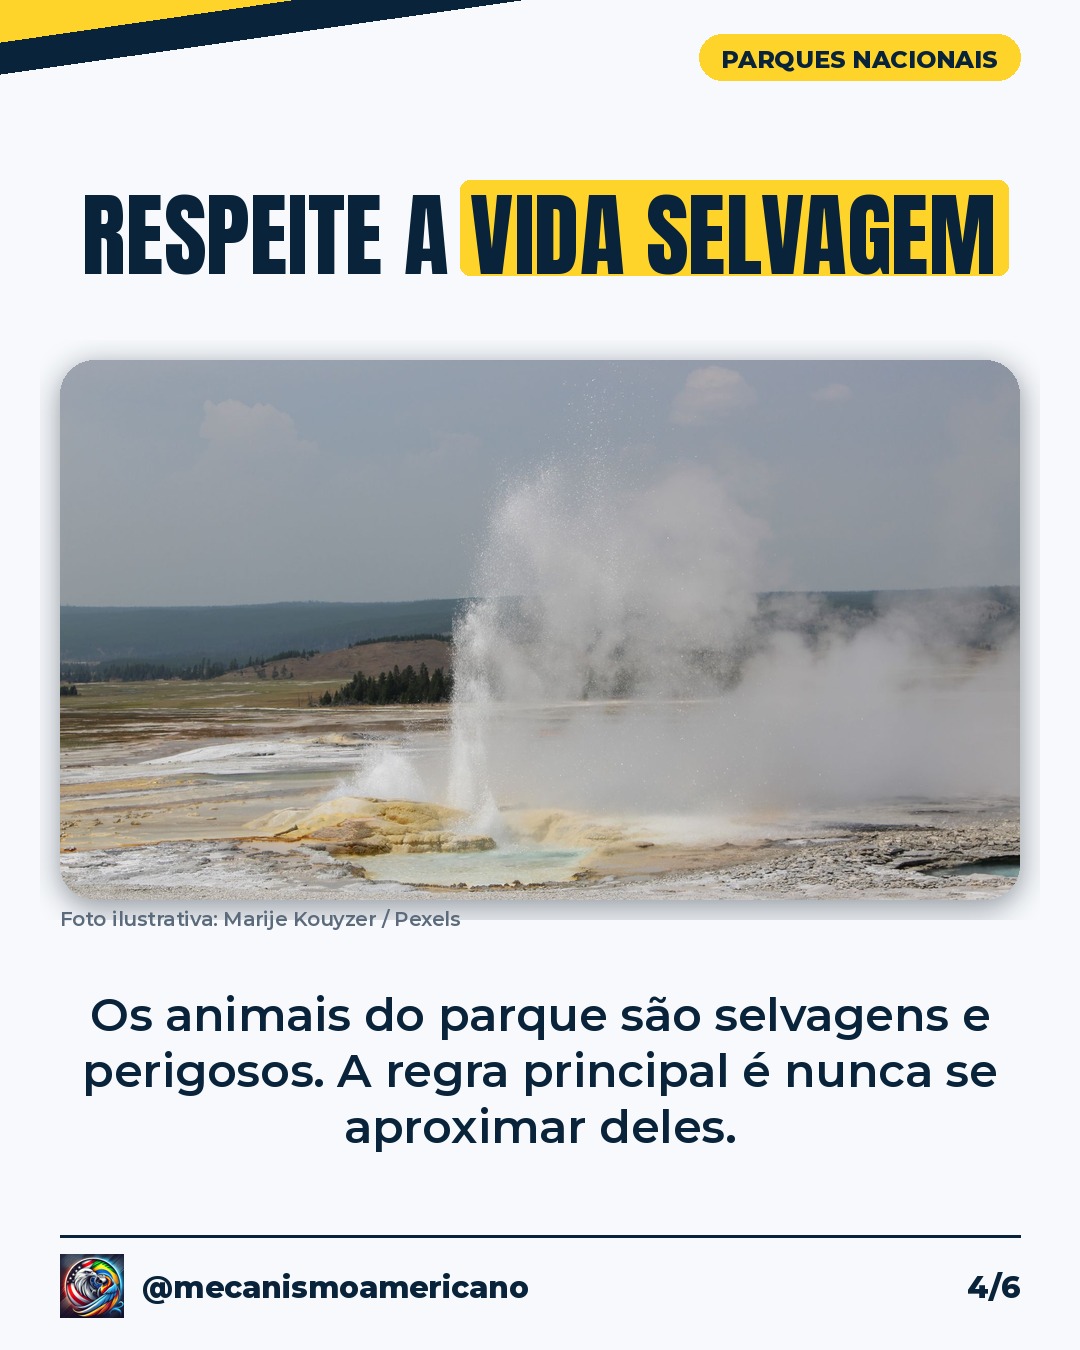 PARQUES NACIONAIS
RESPEITE A VIDA SELVAGEM
Foto ilustrativa: Marije Kouyzer / Pexels
Os animais do parque são selvagens e
perigosos. A regra principal é nunca se
aproximar deles.
@mecanismoamericano
4/6